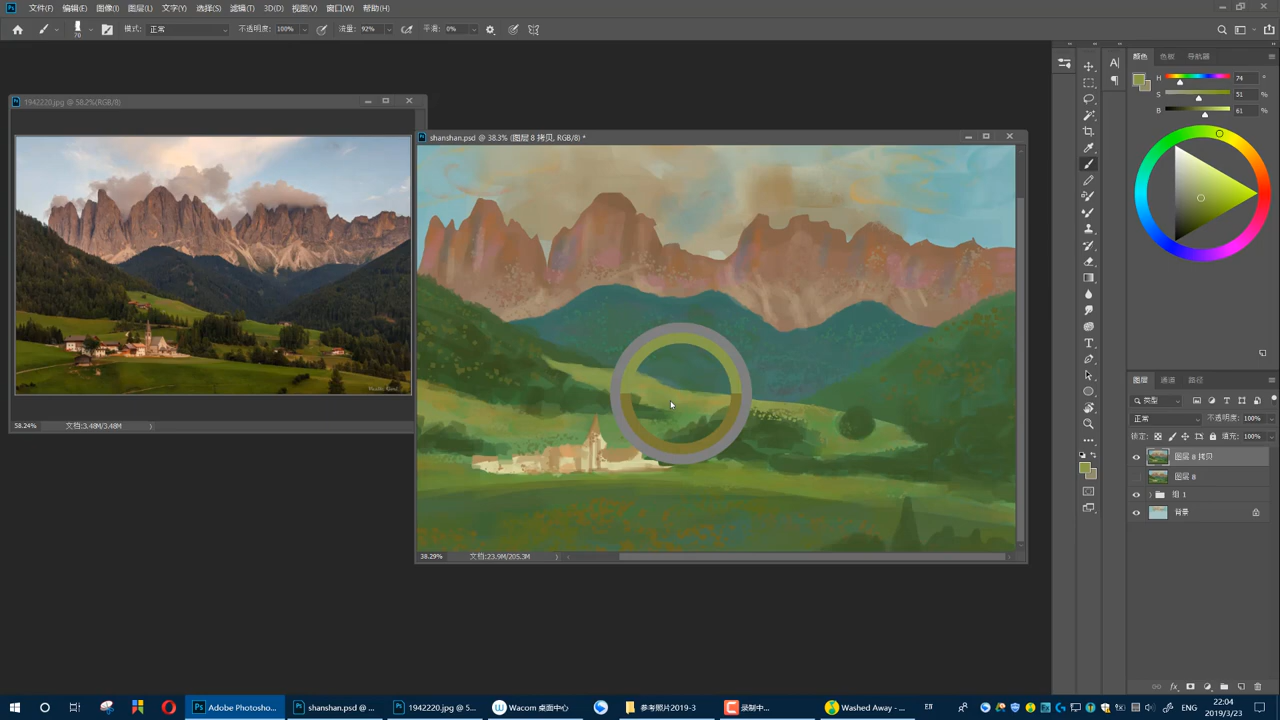 文件(F) 编辑(E) 图像(I) 图层(L) 文字(Y) 选择(S) 滤镜(T) 3D(D) 视图(V) 窗口(W) 帮助(H)
70 模式: 正常 不透明度: 100% 流量: 92% 平滑: 0%
1942220.jpg @ 58.2%(RGB/8)
58.24% 文档:3.48M/3.48M
shanshan.psd @ 38.3% (图层 8 拷贝, RGB/8) *
38.29% 文档:23.9M/205.3M
颜色 色板 导航器
H 74 °
S 51 %
B 61 %
图层 通道 路径
类型
正常 不透明度: 100%
锁定: 填充: 100%
图层 8 拷贝
图层 8
组 1
背景
Adobe Photosho... shanshan.psd @ ... 1942220.jpg @ 5... Wacom 桌面中心 参考照片2019-3 录制中... Washed Away - ... ENG
22:04
2019/3/23